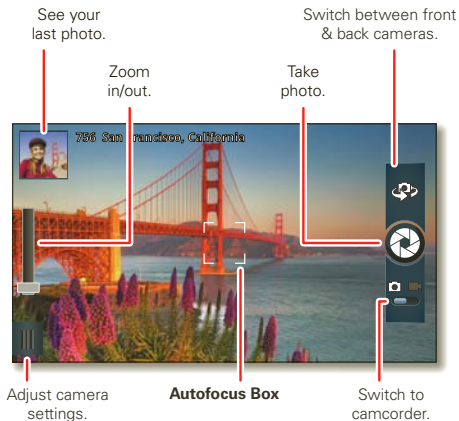 See your
last photo.
Switch between front
& back cameras.
Zoom
in/out.
Take
photo.
756 San Francisco, California
Adjust camera
settings.
Autofocus Box
Switch to
camcorder.